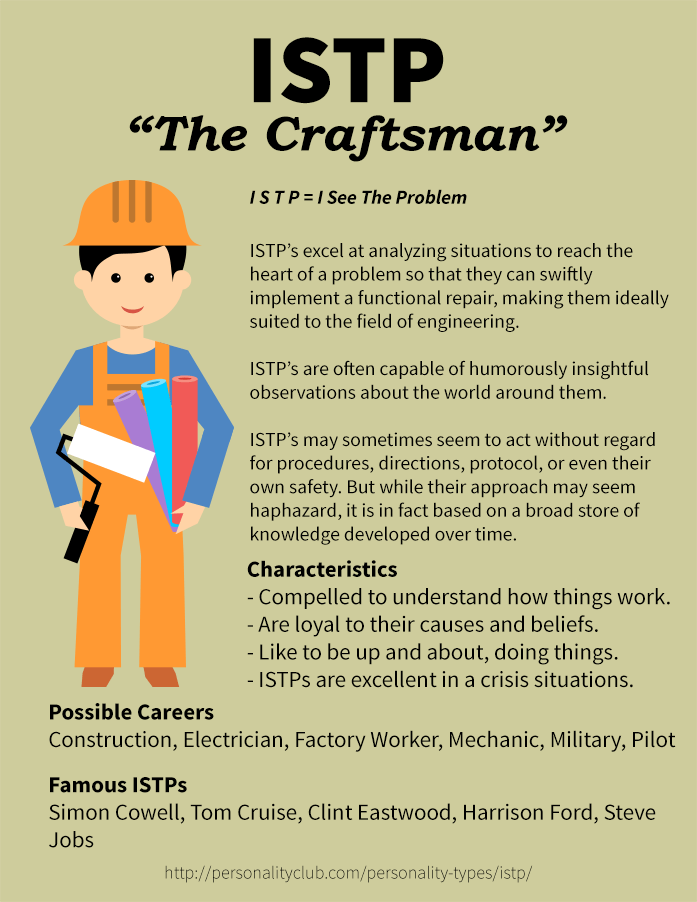 ISTP
“The Craftsman”
I S T P = I See The Problem
ISTP’s excel at analyzing situations to reach the
heart of a problem so that they can swiftly
implement a functional repair, making them ideally
suited to the field of engineering.
ISTP’s are often capable of humorously insightful
observations about the world around them.
ISTP’s may sometimes seem to act without regard
for procedures, directions, protocol, or even their
own safety. But while their approach may seem
haphazard, it is in fact based on a broad store of
knowledge developed over time.
Characteristics
- Compelled to understand how things work.
- Are loyal to their causes and beliefs.
- Like to be up and about, doing things.
- ISTPs are excellent in a crisis situations.
Possible Careers
Construction, Electrician, Factory Worker, Mechanic, Military, Pilot
Famous ISTPs
Simon Cowell, Tom Cruise, Clint Eastwood, Harrison Ford, Steve
Jobs
http://personalityclub.com/personality-types/istp/